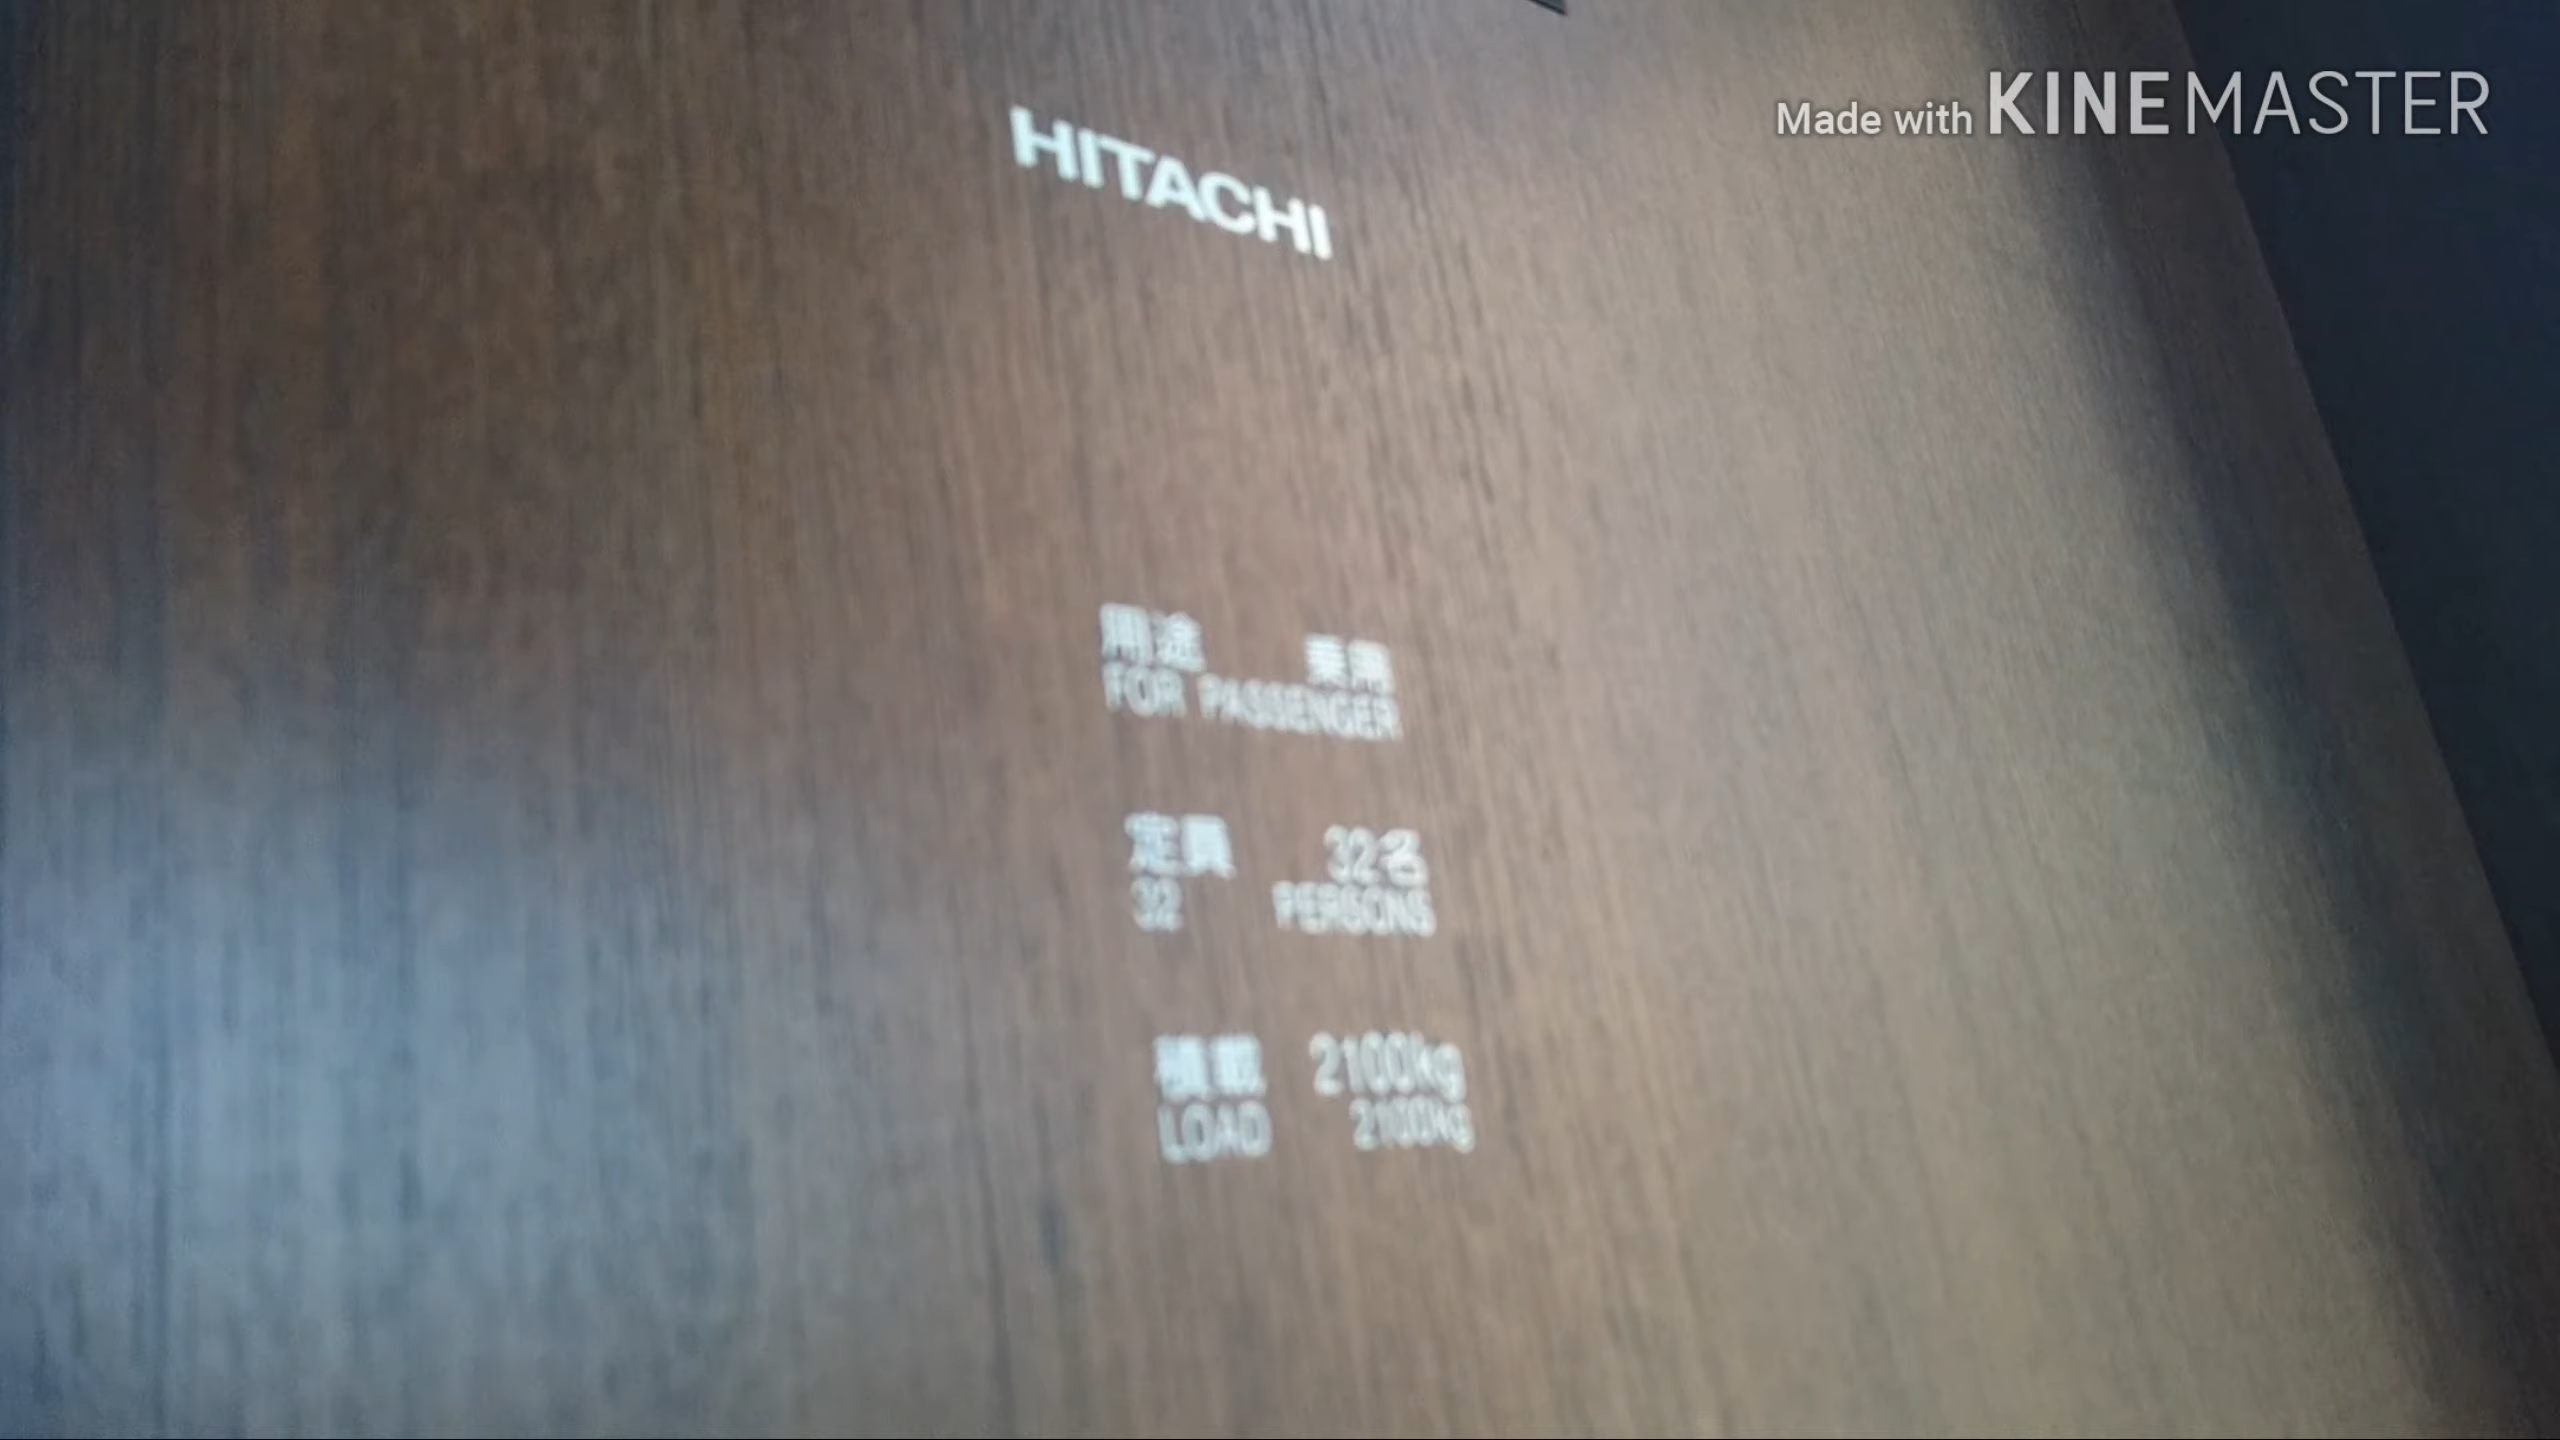 Made with KINEMASTER
HITACHI
用途 乗用
FOR PASSENGER
定員 32名
32 PERSONS
積載 2100kg
LOAD 2100kg